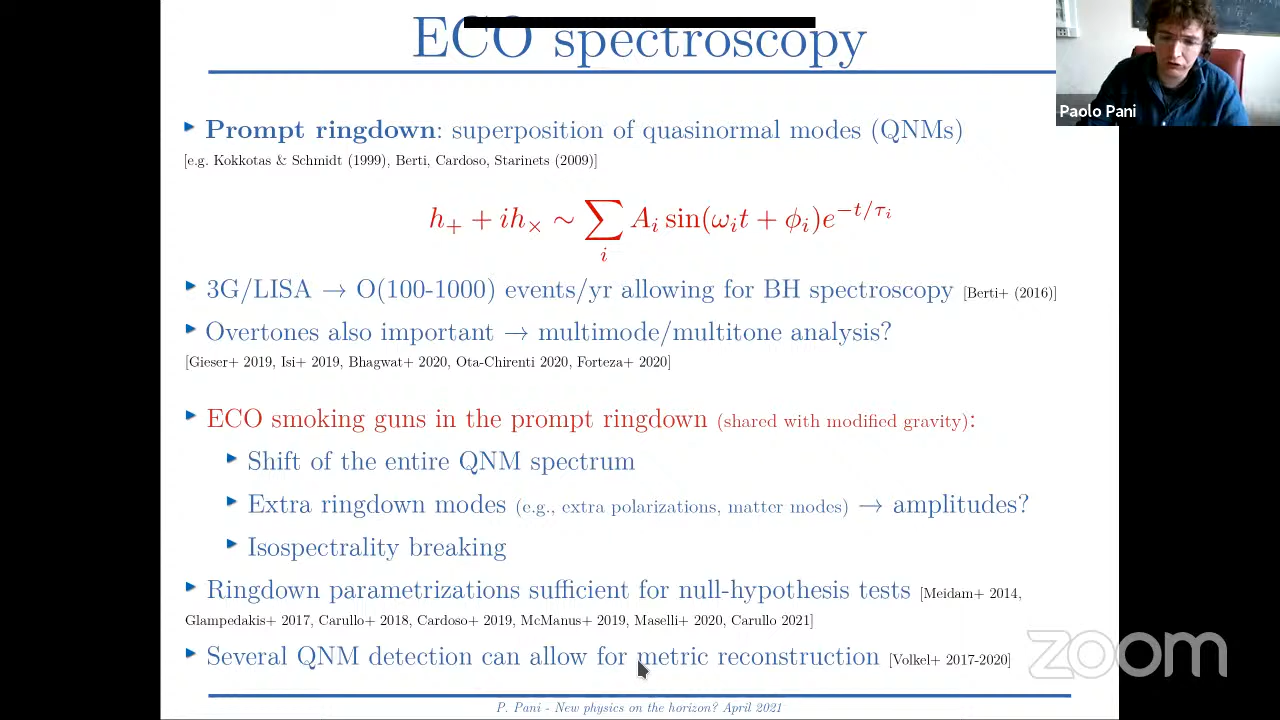 ECO spectroscopy
Paolo Pani
Prompt ringdown: superposition of quasinormal modes (QNMs)
[e.g. Kokkotas & Schmidt (1999), Berti, Cardoso, Starinets (2009)]
h₊ + ih× ∼ ∑ᵢ Aᵢ sin(ωᵢt + ϕᵢ)e^{−t/τᵢ}
3G/LISA → O(100-1000) events/yr allowing for BH spectroscopy [Berti+ (2016)]
Overtones also important → multimode/multitone analysis?
[Gieser+ 2019, Isi+ 2019, Bhagwat+ 2020, Ota-Chirenti 2020, Forteza+ 2020]
ECO smoking guns in the prompt ringdown (shared with modified gravity):
Shift of the entire QNM spectrum
Extra ringdown modes (e.g., extra polarizations, matter modes) → amplitudes?
Isospectrality breaking
Ringdown parametrizations sufficient for null-hypothesis tests [Meidam+ 2014,
Glampedakis+ 2017, Carullo+ 2018, Cardoso+ 2019, McManus+ 2019, Maselli+ 2020, Carullo 2021]
Several QNM detection can allow for metric reconstruction [Volkel+ 2017-2020]
zoom
P. Pani - New physics on the horizon? April 2021